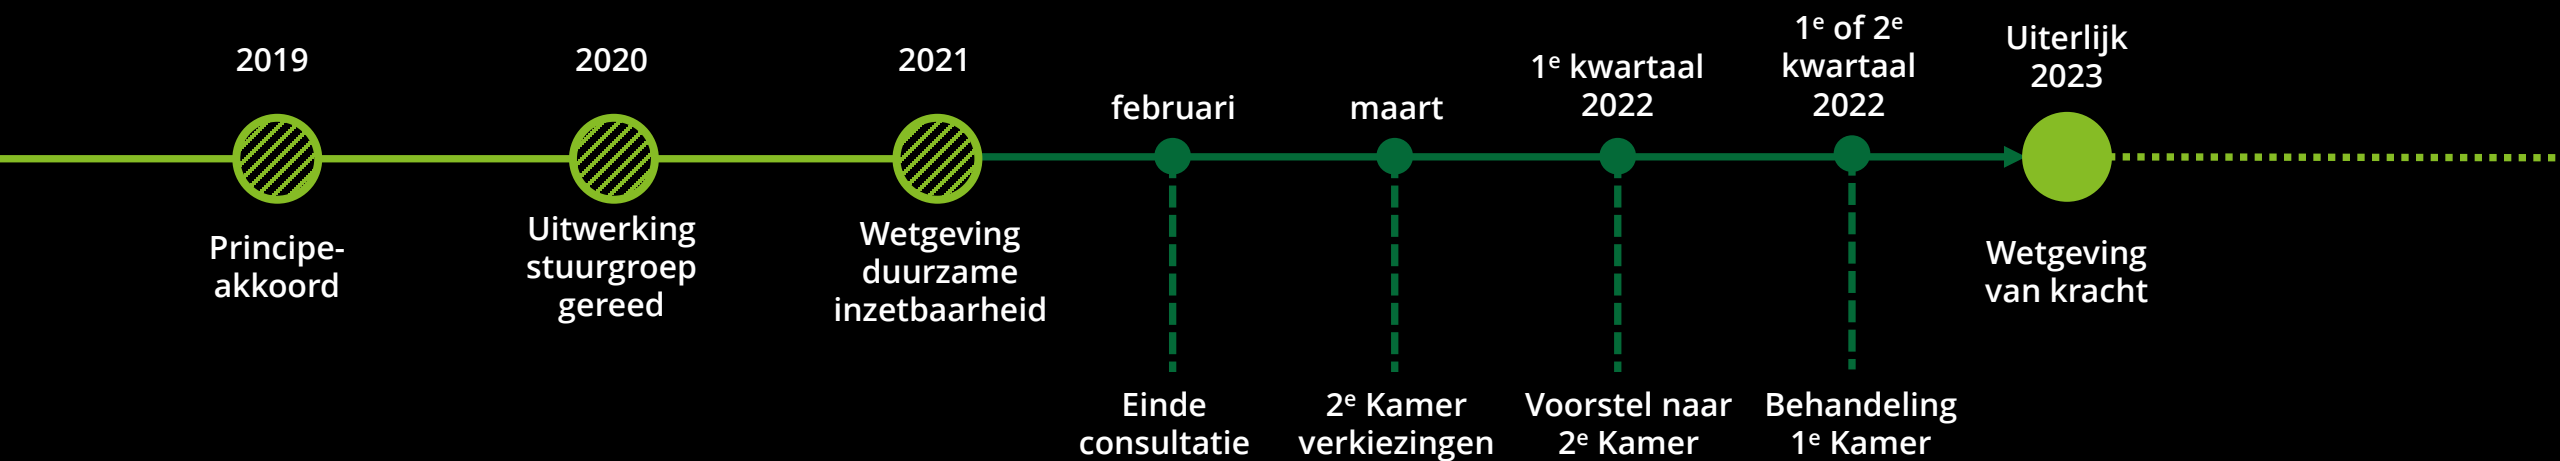 2019
Principe-
akkoord
2020
Uitwerking
stuurgroep
gereed
2021
Wetgeving
duurzame
inzetbaarheid
februari
Einde
consultatie
maart
2e Kamer
verkiezingen
1e kwartaal
2022
Voorstel naar
2e Kamer
1e of 2e
kwartaal
2022
Behandeling
1e Kamer
Uiterlijk
2023
Wetgeving
van kracht